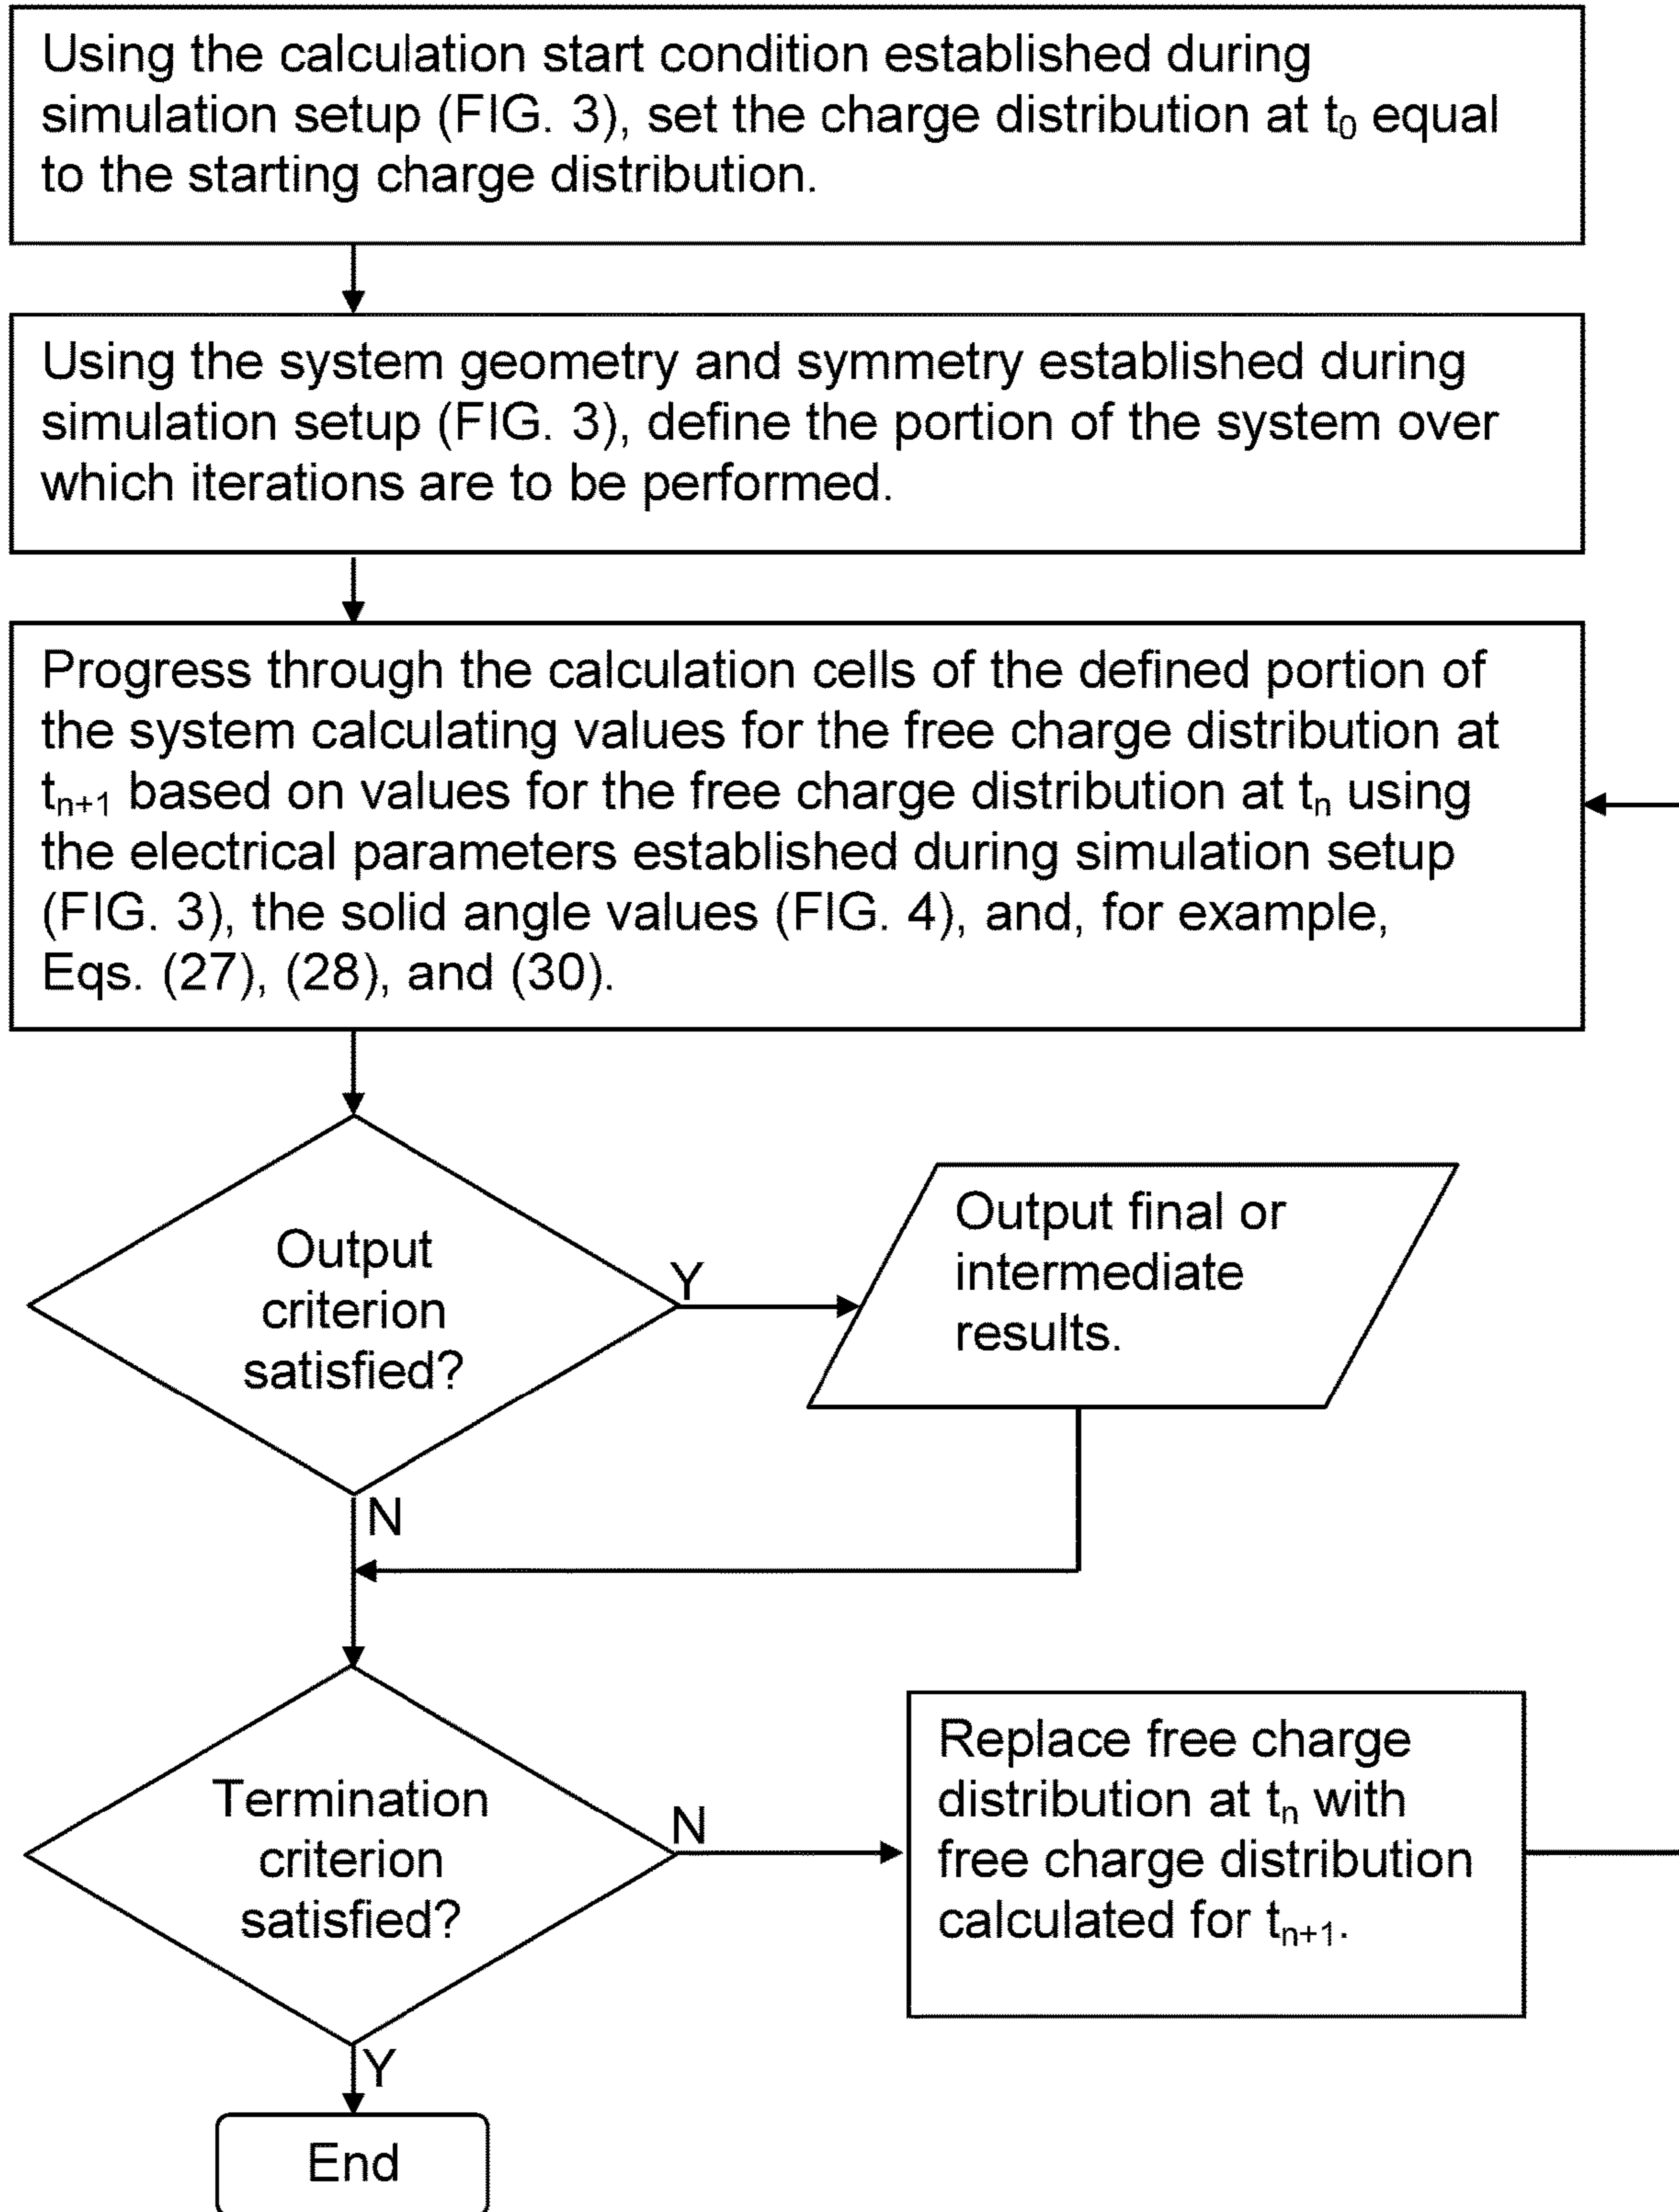 Using the calculation start condition established during
simulation setup (FIG. 3), set the charge distribution at t₀ equal
to the starting charge distribution.
Using the system geometry and symmetry established during
simulation setup (FIG. 3), define the portion of the system over
which iterations are to be performed.
Progress through the calculation cells of the defined portion of
the system calculating values for the free charge distribution at
tₙ₊₁ based on values for the free charge distribution at tₙ using
the electrical parameters established during simulation setup
(FIG. 3), the solid angle values (FIG. 4), and, for example,
Eqs. (27), (28), and (30).
Output
criterion
satisfied?
Y
Output final or
intermediate
results.
N
Termination
criterion
satisfied?
N
Replace free charge
distribution at tₙ with
free charge distribution
calculated for tₙ₊₁.
Y
End